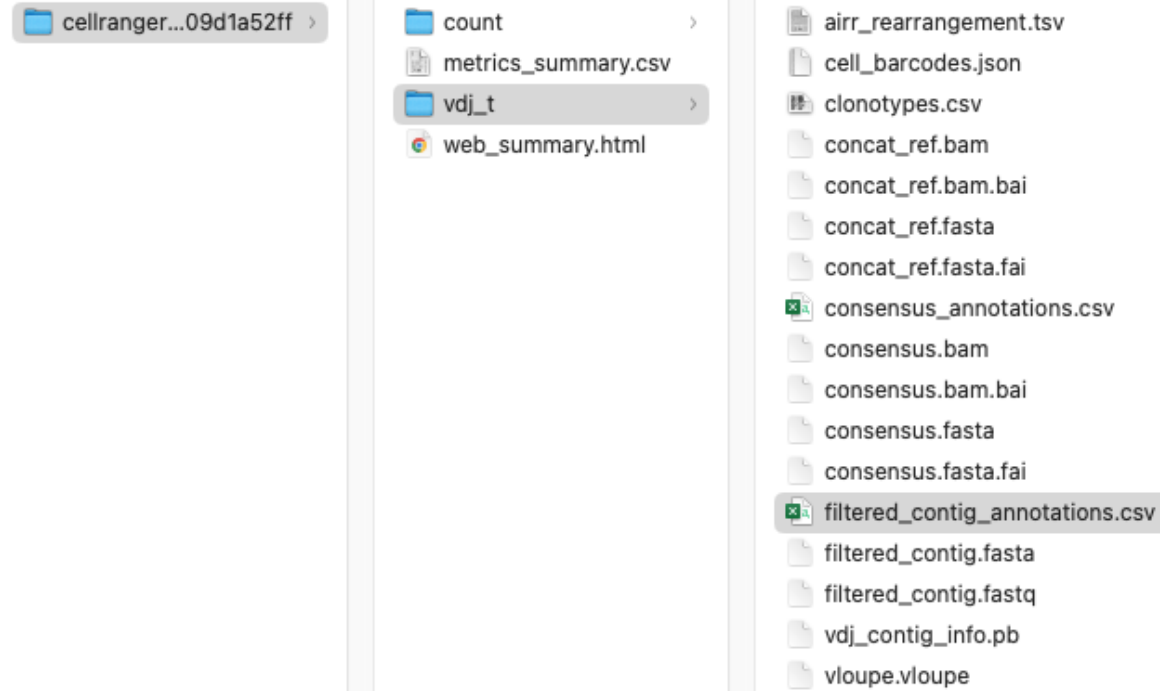 cellranger...09d1a52ff
count
metrics_summary.csv
vdj_t
web_summary.html
airr_rearrangement.tsv
cell_barcodes.json
clonotypes.csv
concat_ref.bam
concat_ref.bam.bai
concat_ref.fasta
concat_ref.fasta.fai
consensus_annotations.csv
consensus.bam
consensus.bam.bai
consensus.fasta
consensus.fasta.fai
filtered_contig_annotations.csv
filtered_contig.fasta
filtered_contig.fastq
vdj_contig_info.pb
vloupe.vloupe